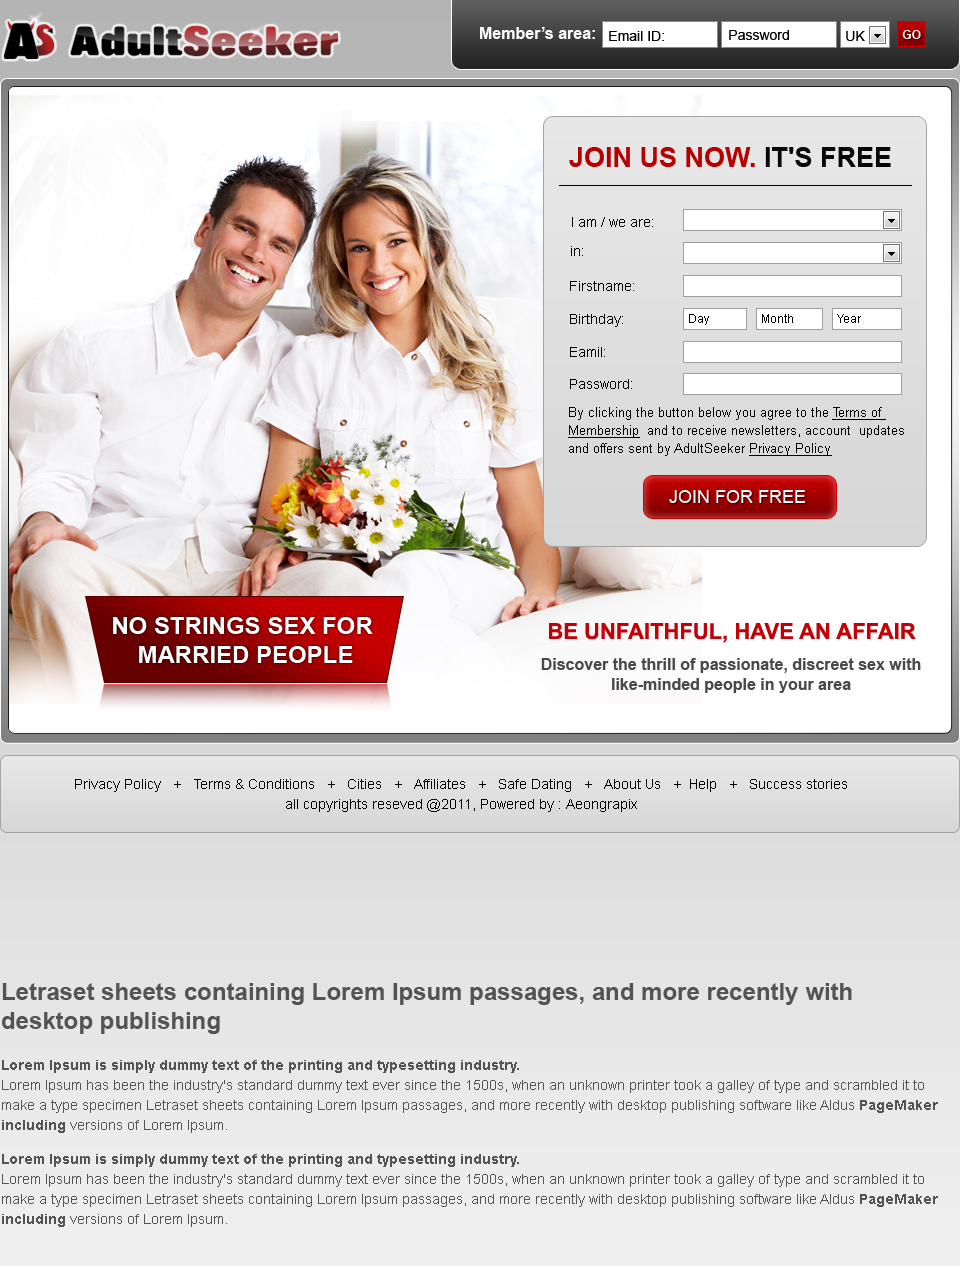 AS AdultSeeker
Member's area: Email ID: Password UK GO
JOIN US NOW. IT'S FREE
I am / we are:
in:
Firstname:
Birthday: Day Month Year
Eamil:
Password:
By clicking the button below you agree to the Terms of
Membership and to receive newsletters, account updates
and offers sent by AdultSeeker Privacy Policy
JOIN FOR FREE
NO STRINGS SEX FOR
MARRIED PEOPLE
BE UNFAITHFUL, HAVE AN AFFAIR
Discover the thrill of passionate, discreet sex with
like-minded people in your area
Privacy Policy + Terms & Conditions + Cities + Affiliates + Safe Dating + About Us + Help + Success stories
all copyrights reseved @2011, Powered by : Aeongrapix
Letraset sheets containing Lorem Ipsum passages, and more recently with
desktop publishing
Lorem Ipsum is simply dummy text of the printing and typesetting industry.
Lorem Ipsum has been the industry's standard dummy text ever since the 1500s, when an unknown printer took a galley of type and scrambled it to
make a type specimen Letraset sheets containing Lorem Ipsum passages, and more recently with desktop publishing software like Aldus PageMaker
including versions of Lorem Ipsum.
Lorem Ipsum is simply dummy text of the printing and typesetting industry.
Lorem Ipsum has been the industry's standard dummy text ever since the 1500s, when an unknown printer took a galley of type and scrambled it to
make a type specimen Letraset sheets containing Lorem Ipsum passages, and more recently with desktop publishing software like Aldus PageMaker
including versions of Lorem Ipsum.